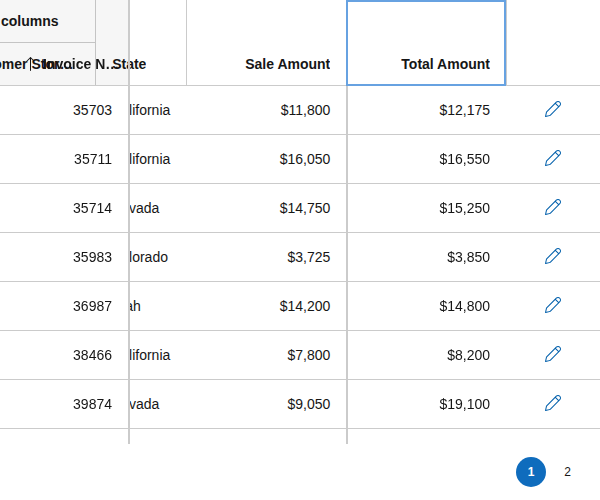 columns
State Sale Amount Total Amount
35703 lifornia $11,800 $12,175
35711 lifornia $16,050 $16,550
35714 vada $14,750 $15,250
35983 lorado $3,725 $3,850
36987 ah $14,200 $14,800
38466 lifornia $7,800 $8,200
39874 vada $9,050 $19,100
1 2